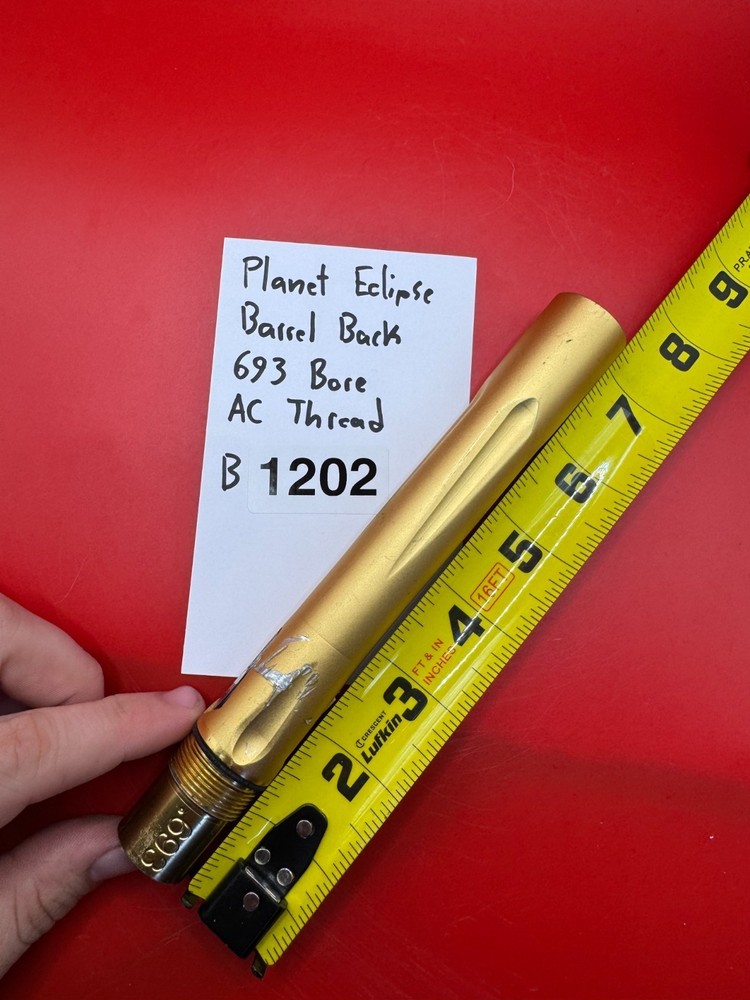 Planet Eclipse
Barrel Back
693 Bore
AC Thread
B 1202
.693
2
3
4
5
6
7
8
9
CRESCENT
Lufkin
FT & IN
INCHES
16FT